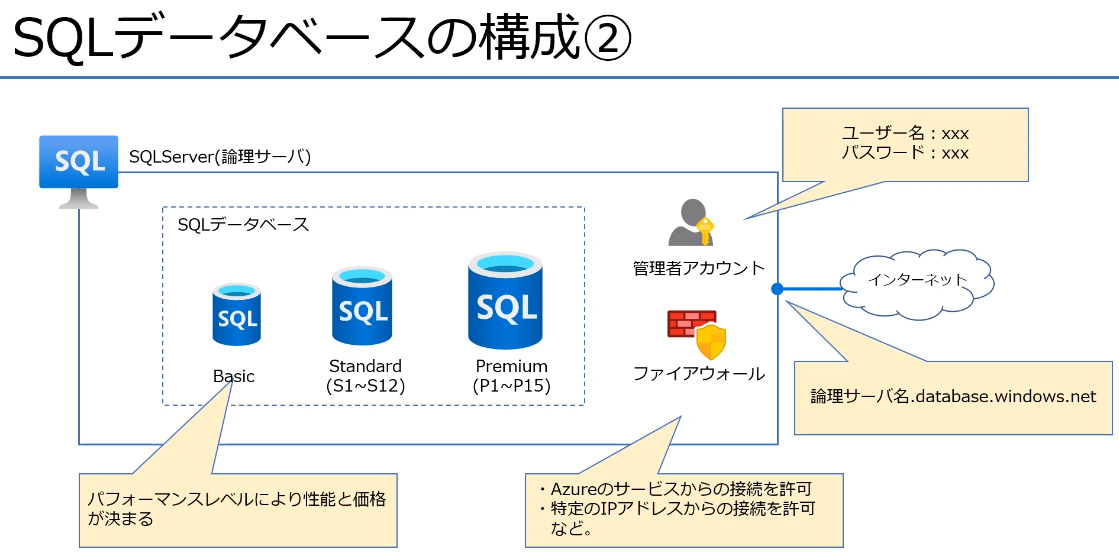 SQLデータベースの構成②
SQL
SQLServer(論理サーバ)
ユーザー名：xxx
パスワード：xxx
SQLデータベース
SQL
Basic
SQL
Standard
(S1~S12)
SQL
Premium
(P1~P15)
管理者アカウント
ファイアウォール
インターネット
論理サーバ名.database.windows.net
パフォーマンスレベルにより性能と価格
が決まる
・Azureのサービスからの接続を許可
・特定のIPアドレスからの接続を許可
など。